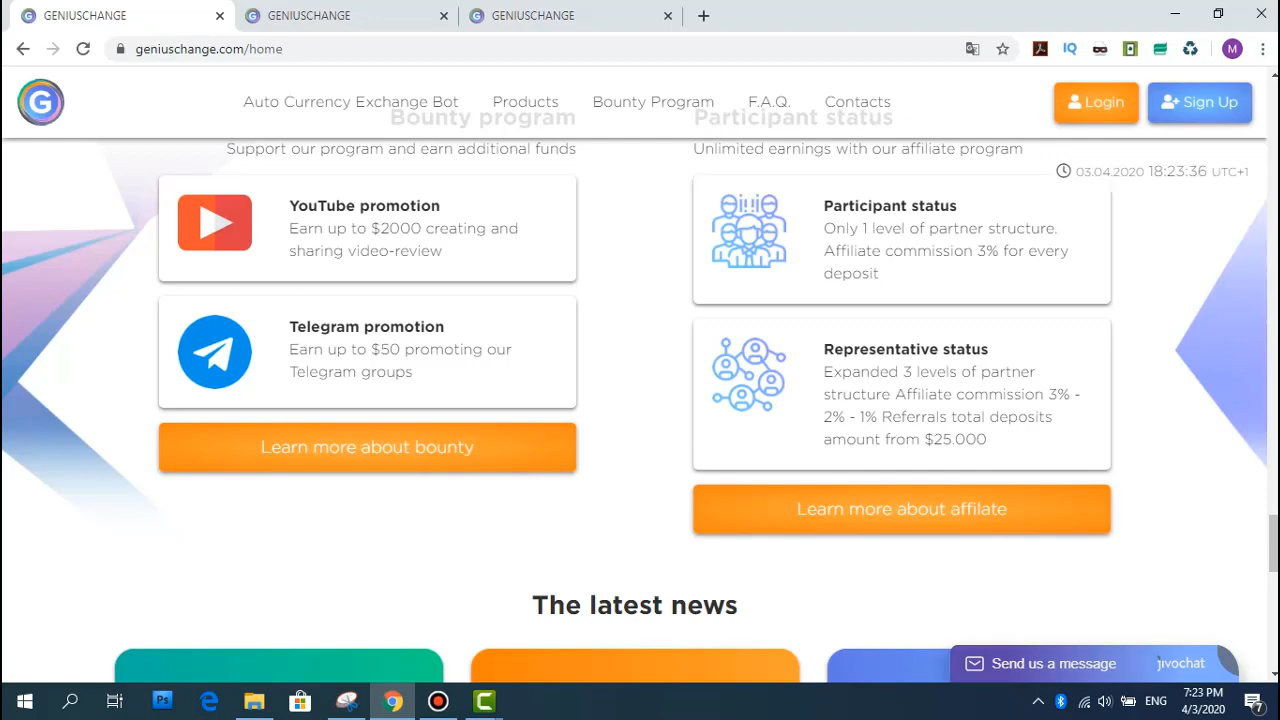 GENIUSCHANGE
GENIUSCHANGE
GENIUSCHANGE
geniuschange.com/home
IQ
M
G
Auto Currency Exchange Bot
Products
Bounty Program
F.A.Q.
Contacts
Login
Sign Up
Bounty program
Support our program and earn additional funds
YouTube promotion
Earn up to $2000 creating and
sharing video-review
Telegram promotion
Earn up to $50 promoting our
Telegram groups
Learn more about bounty
Participant status
Unlimited earnings with our affiliate program
03.04.2020 18:23:36 UTC+1
Participant status
Only 1 level of partner structure.
Affiliate commission 3% for every
deposit
Representative status
Expanded 3 levels of partner
structure Affiliate commission 3% -
2% - 1% Referrals total deposits
amount from $25.000
Learn more about affilate
The latest news
Send us a message
jivochat
Ps
ENG
7:23 PM
4/3/2020
7